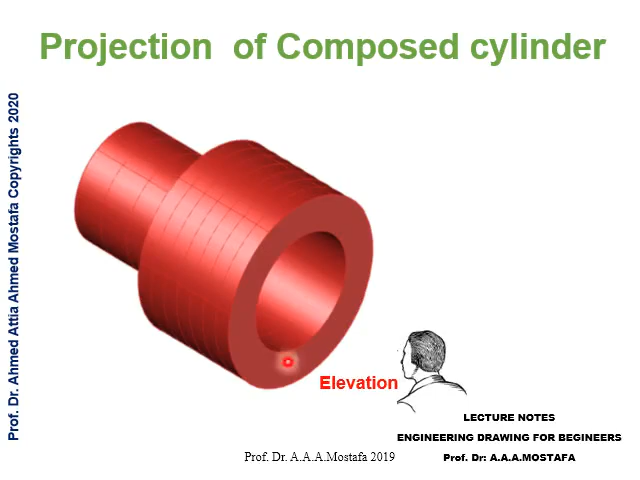 Projection  of Composed cylinder
Prof. Dr. Ahmed Attia Ahmed Mostafa Copyrights 2020
Elevation
LECTURE NOTES
ENGINEERING DRAWING FOR BEGINEERS
Prof. Dr. A.A.A.Mostafa 2019
Prof. Dr: A.A.A.MOSTAFA